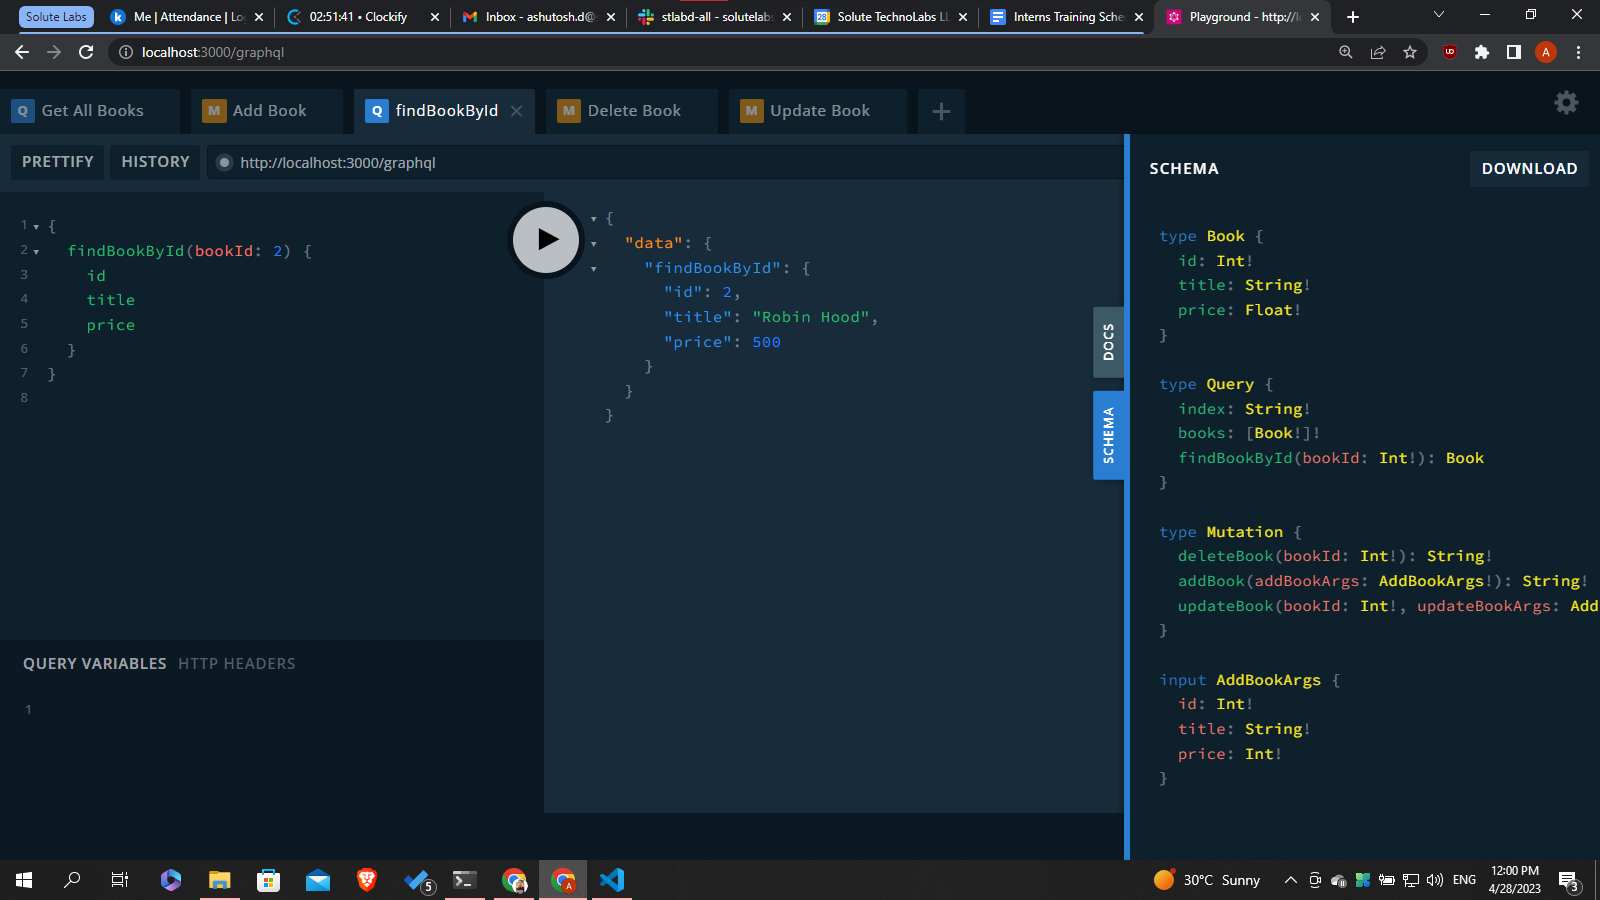 Solute Labs
Me | Attendance | Lo
02:51:41 • Clockify
Inbox - ashutosh.d@
stlabd-all - solutelabs
Solute TechnoLabs LL
Interns Training Sche
Playground - http://lo
localhost:3000/graphql
Q Get All Books
M Add Book
Q findBookById
M Delete Book
M Update Book
PRETTIFY
HISTORY
http://localhost:3000/graphql
1 {
2 findBookById(bookId: 2) {
3 id
4 title
5 price
6 }
7 }
8
{
"data": {
"findBookById": {
"id": 2,
"title": "Robin Hood",
"price": 500
}
}
}
DOCS
SCHEMA
SCHEMA
DOWNLOAD
type Book {
id: Int!
title: String!
price: Float!
}
type Query {
index: String!
books: [Book!]!
findBookById(bookId: Int!): Book
}
type Mutation {
deleteBook(bookId: Int!): String!
addBook(addBookArgs: AddBookArgs!): String!
updateBook(bookId: Int!, updateBookArgs: Add
}
input AddBookArgs {
id: Int!
title: String!
price: Int!
}
QUERY VARIABLES HTTP HEADERS
1
5
30°C Sunny
ENG
12:00 PM
4/28/2023
3